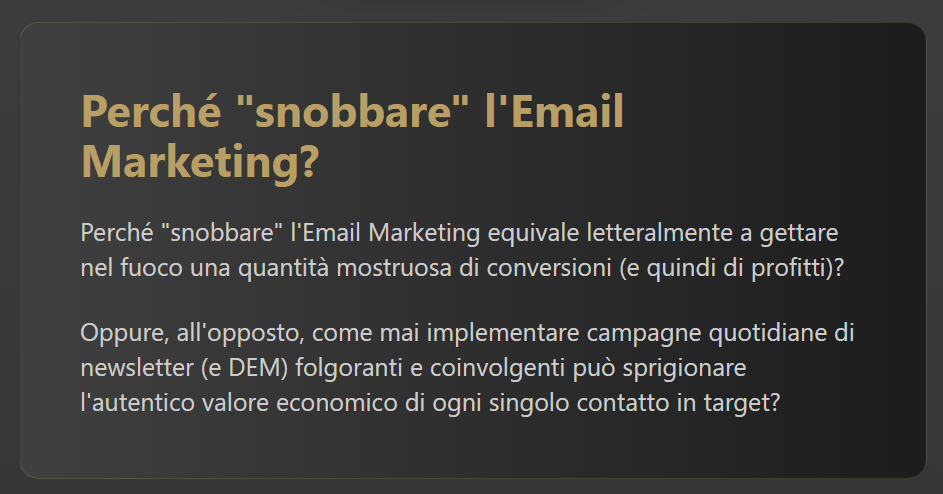 Perché "snobbare" l'Email
Marketing?
Perché "snobbare" l'Email Marketing equivale letteralmente a gettare
nel fuoco una quantità mostruosa di conversioni (e quindi di profitti)?
Oppure, all'opposto, come mai implementare campagne quotidiane di
newsletter (e DEM) folgoranti e coinvolgenti può sprigionare
l'autentico valore economico di ogni singolo contatto in target?